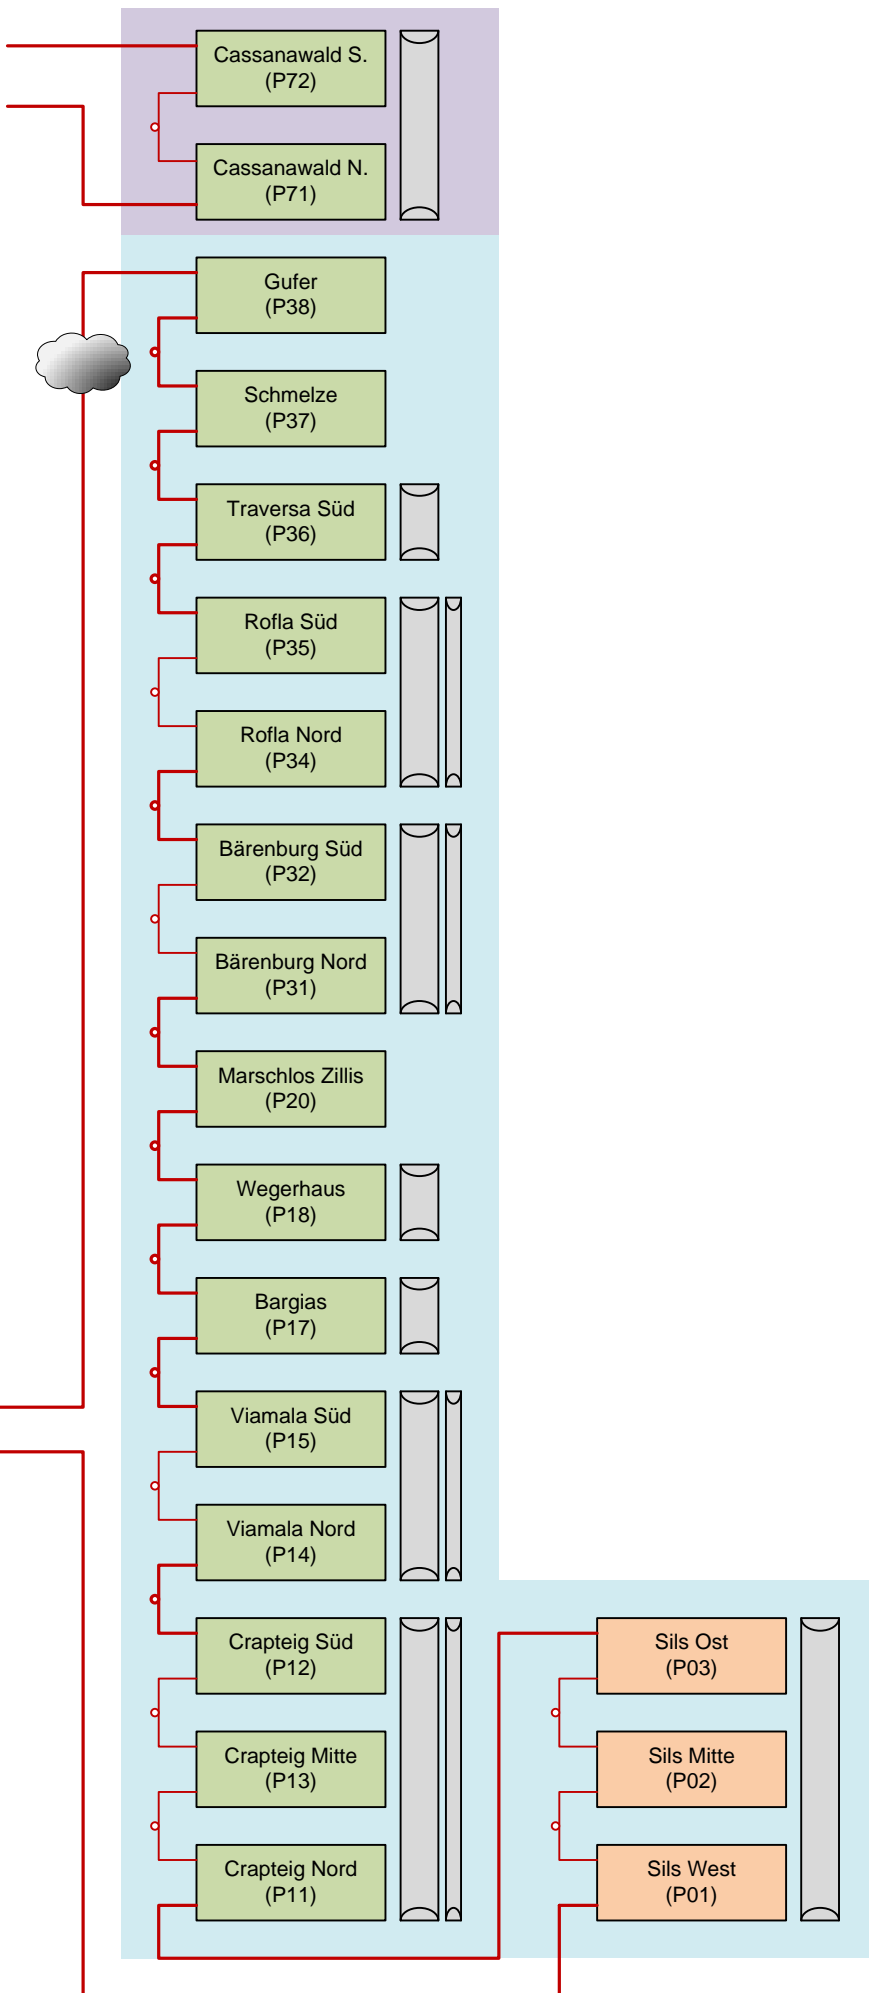 Cassanawald S.
(P72)
Cassanawald N.
(P71)
Gufer
(P38)
Schmelze
(P37)
Traversa Süd
(P36)
Rofla Süd
(P35)
Rofla Nord
(P34)
Bärenburg Süd
(P32)
Bärenburg Nord
(P31)
Marschlos Zillis
(P20)
Wegerhaus
(P18)
Bargias
(P17)
Viamala Süd
(P15)
Viamala Nord
(P14)
Crapteig Süd
(P12)
Crapteig Mitte
(P13)
Crapteig Nord
(P11)
Sils Ost
(P03)
Sils Mitte
(P02)
Sils West
(P01)